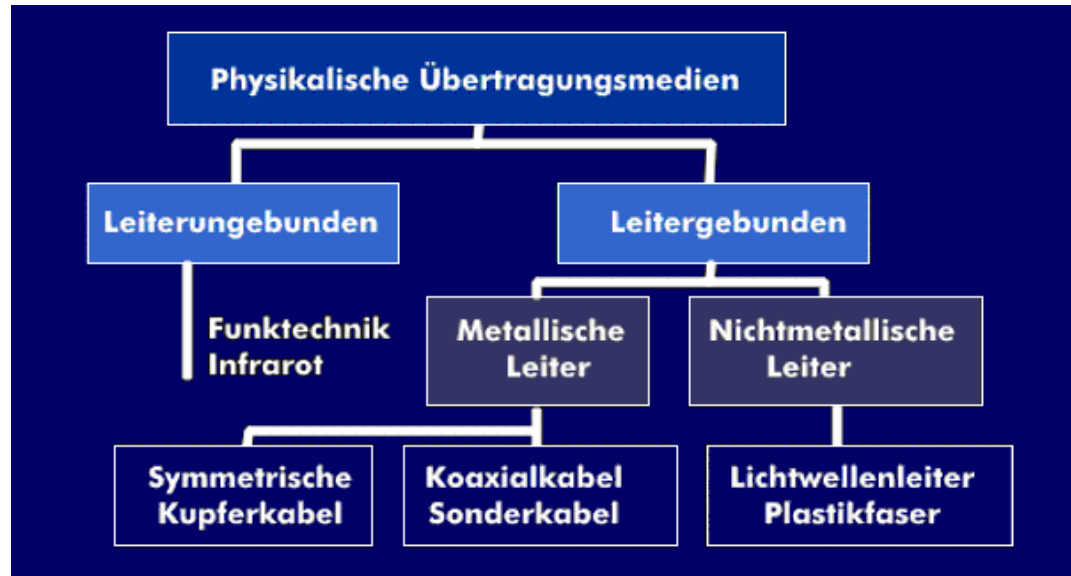 Physikalische Übertragungsmedien
Leiterungebunden
Leitergebunden
Funktechnik
Infrarot
Metallische
Leiter
Nichtmetallische
Leiter
Symmetrische
Kupferkabel
Koaxialkabel
Sonderkabel
Lichtwellenleiter
Plastikfaser